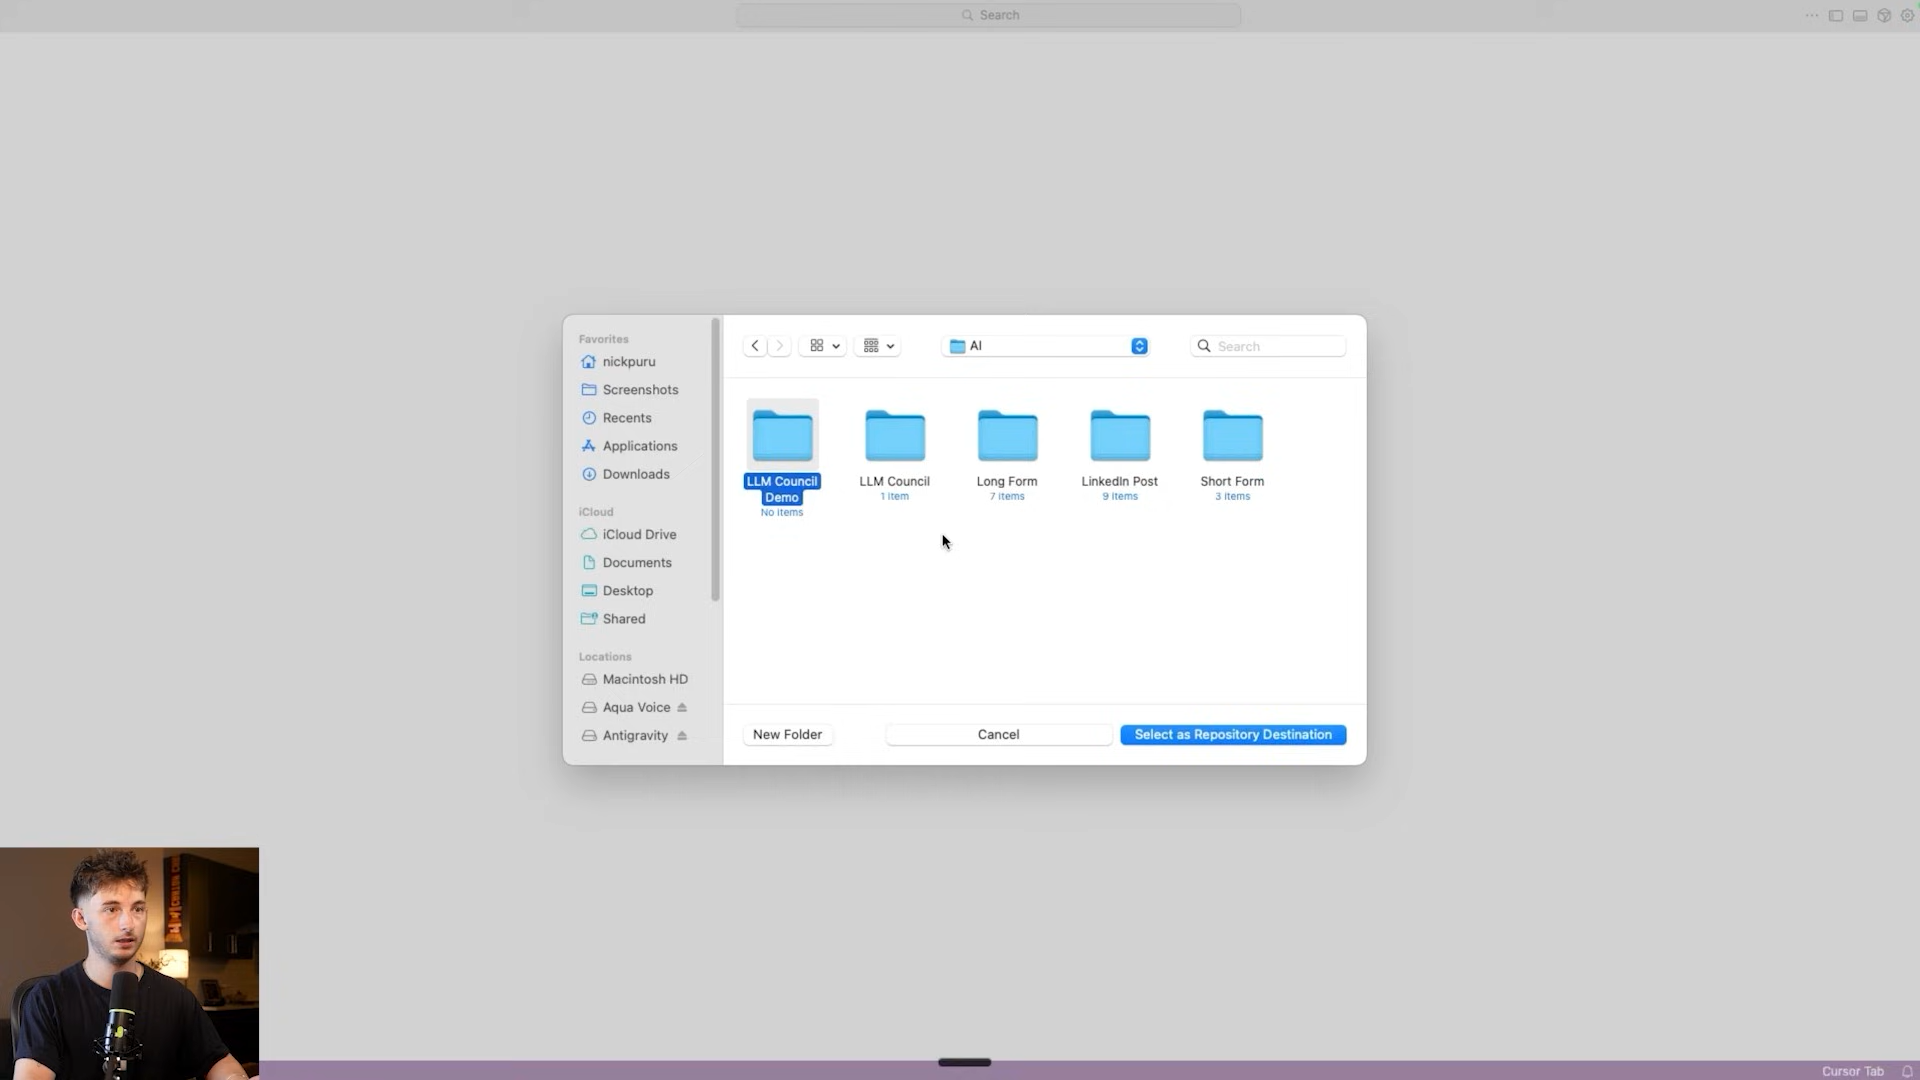 Search
Favorites
nickpuru
Screenshots
Recents
Applications
Downloads
iCloud
iCloud Drive
Documents
Desktop
Shared
Locations
Macintosh HD
Aqua Voice
Antigravity
AI
Search
LLM Council
Demo
No items
LLM Council
1 item
Long Form
7 items
LinkedIn Post
9 items
Short Form
3 items
New Folder
Cancel
Select as Repository Destination
Cursor Tab